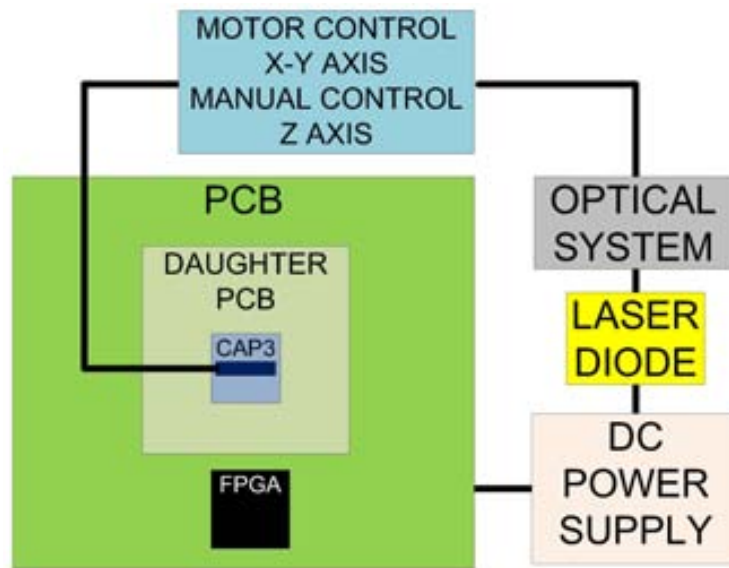 MOTOR CONTROL
X-Y AXIS
MANUAL CONTROL
Z AXIS
PCB
DAUGHTER
PCB
CAP3
FPGA
OPTICAL
SYSTEM
LASER
DIODE
DC
POWER
SUPPLY